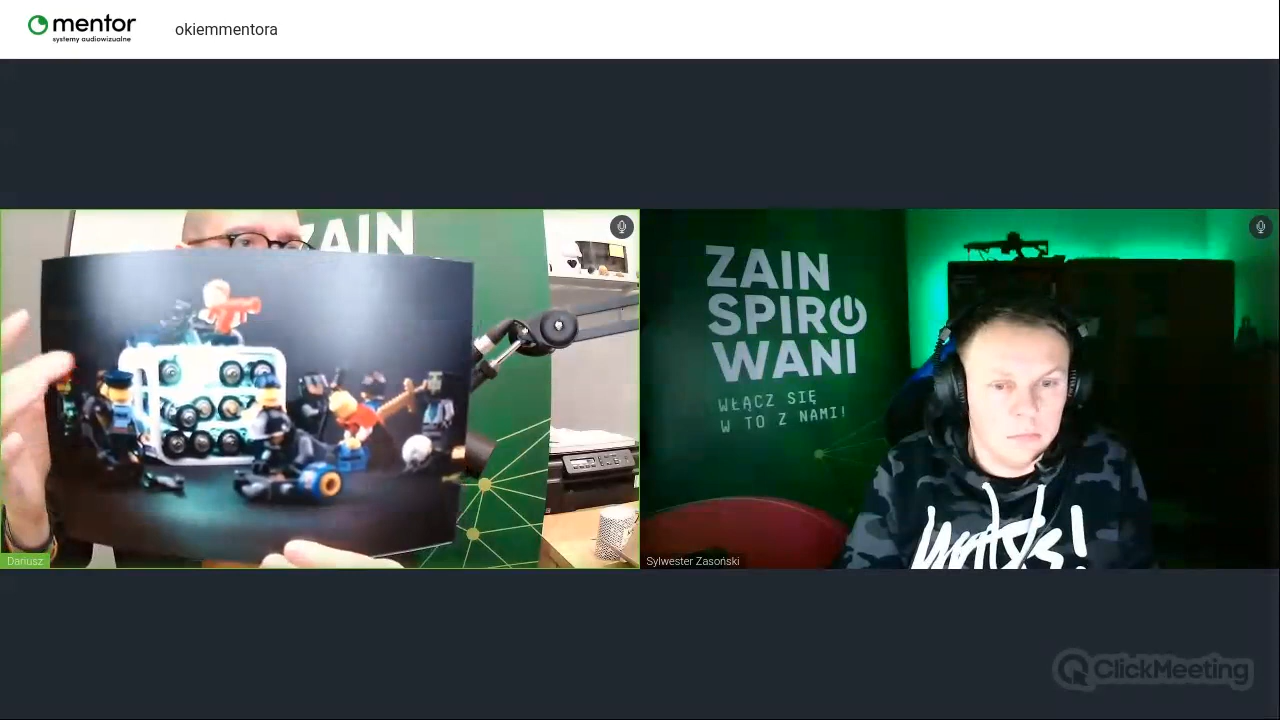 mentor
systemy audiowizualne
okiemmentora
ZAIN
Dariusz
ZAIN
SPIRO
WANI
WŁĄCZ SIĘ
W TO Z NAMI!
Sylwester Zasoński
ClickMeeting